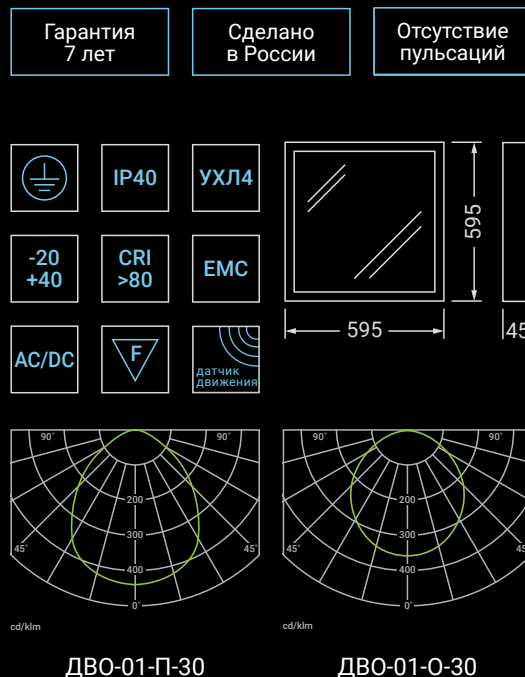 Гарантия
7 лет
Сделано
в России
Отсутствие
пульсаций
IP40
УХЛ4
-20
+40
CRI
>80
EMC
AC/DC
F
датчик
движения
595
595
45
90°
90°
200
300
400
45°
45°
0°
cd/klm
90°
90°
200
300
400
45°
45°
0°
cd/klm
ДВО-01-П-30
ДВО-01-О-30